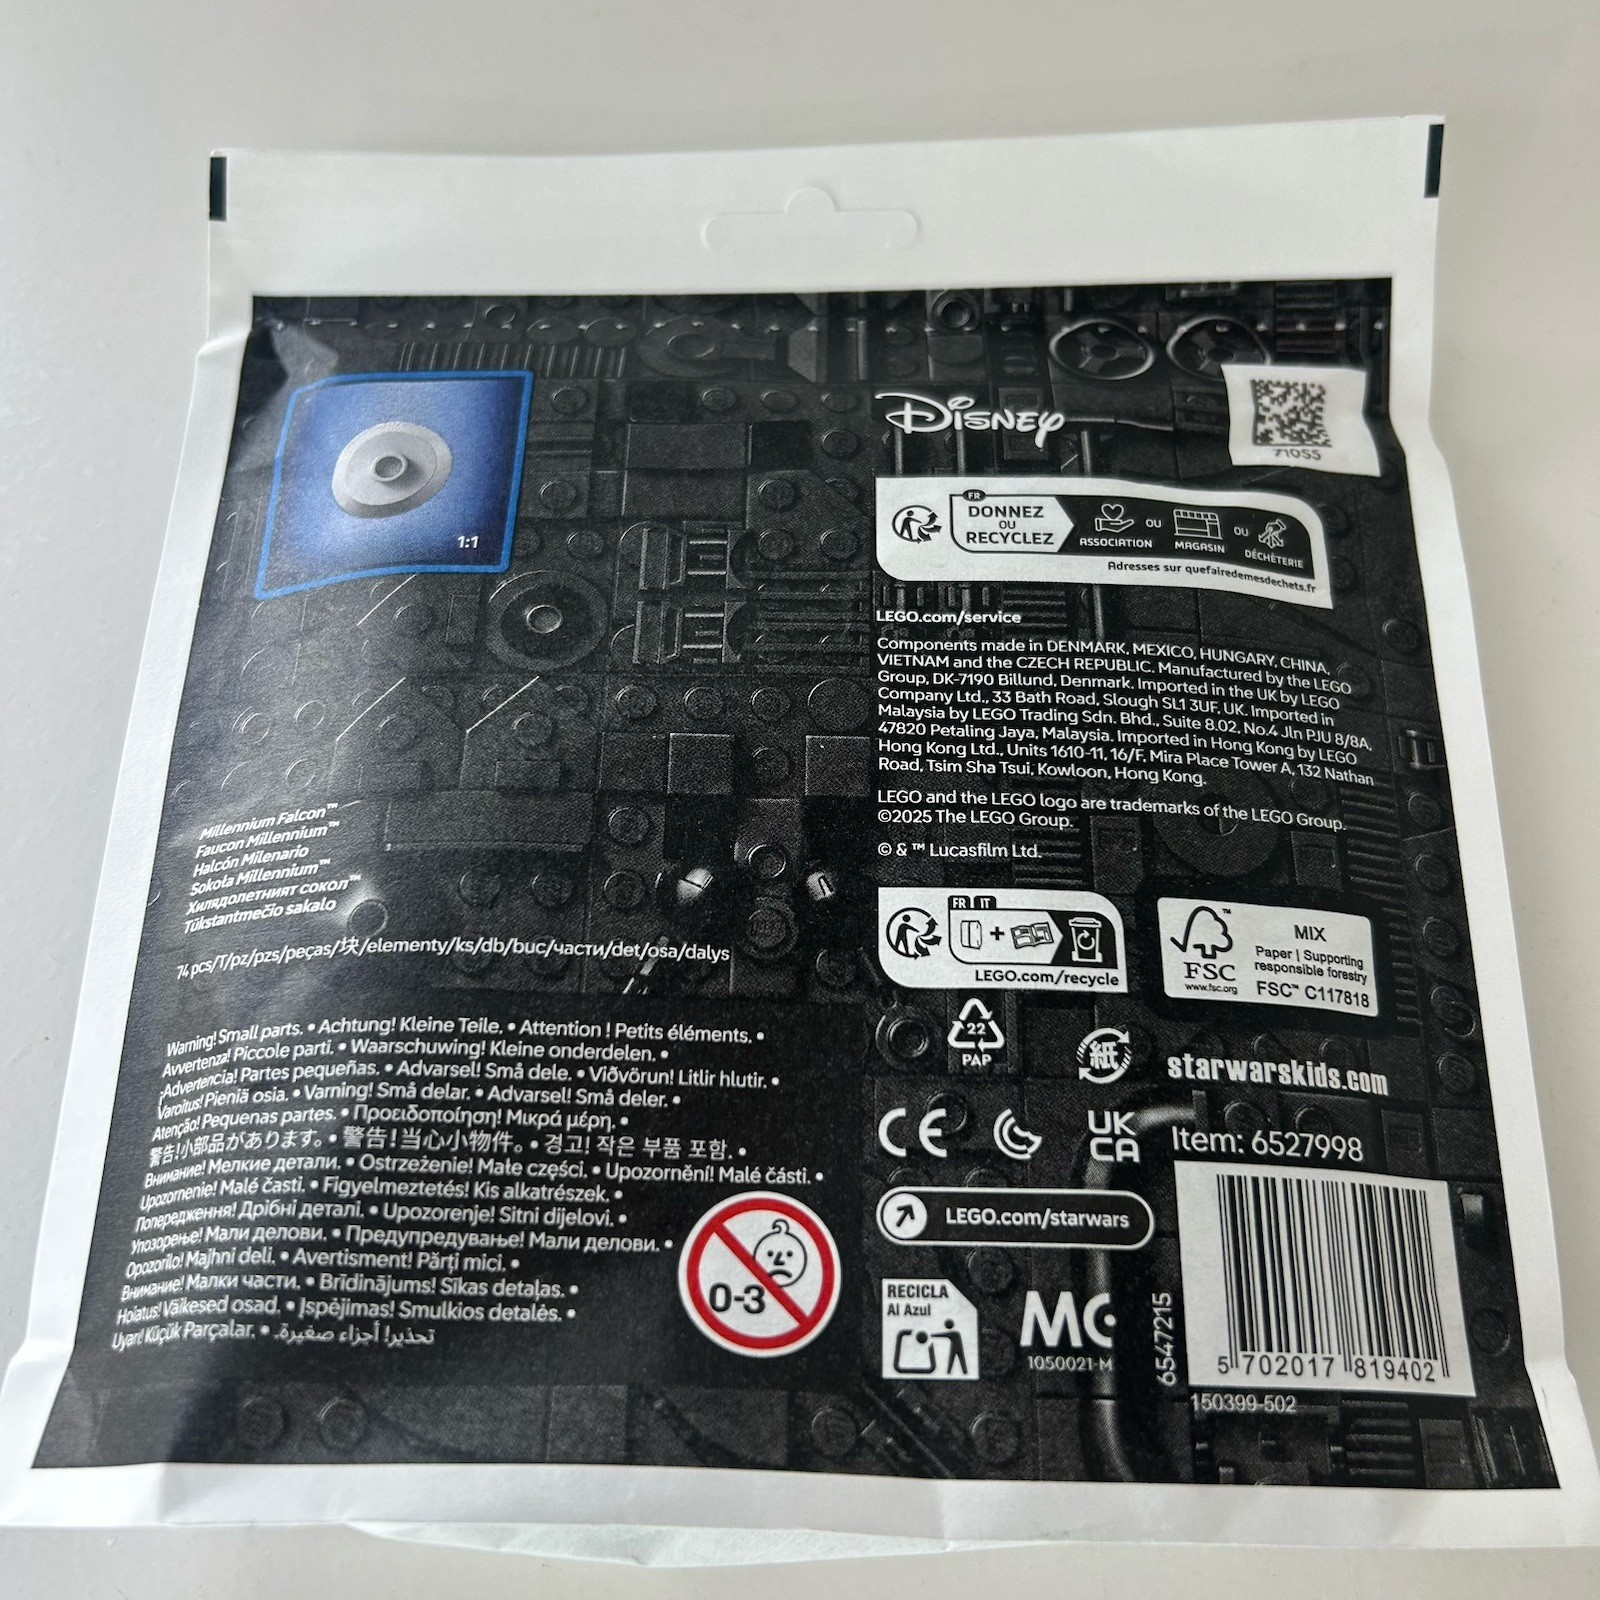 1:1
Disney
71OS5
FR
DONNEZ
OU
RECYCLEZ
ASSOCIATION
OU
MAGASIN
OU
DÉCHÈTERIE
Adresses sur quefairedemesdechets.fr
LEGO.com/service
Components made in DENMARK, MEXICO, HUNGARY, CHINA,
VIETNAM and the CZECH REPUBLIC. Manufactured by the LEGO
Group, DK-7190 Billund, Denmark. Imported in the UK by LEGO
Company Ltd., 33 Bath Road, Slough SL1 3UF, UK. Imported in
Malaysia by LEGO Trading Sdn. Bhd., Suite 8.02, No.4 Jln PJU 8/8A,
47820 Petaling Jaya, Malaysia. Imported in Hong Kong by LEGO
Hong Kong Ltd., Units 1610-11, 16/F, Mira Place Tower A, 132 Nathan
Road, Tsim Sha Tsui, Kowloon, Hong Kong.
LEGO and the LEGO logo are trademarks of the LEGO Group.
©2025 The LEGO Group.
© & ™ Lucasfilm Ltd.
Millennium Falcon™
Faucon Millennium™
Halcón Milenario
Sokoła Millennium™
Хилядолетният сокол™
Tūkstantmečio sakalo
74 pcs/T/pz/pzs/peças/块/elementy/ks/db/buc/части/det/osa/dalys
Warning! Small parts. • Achtung! Kleine Teile. • Attention ! Petits éléments. •
Avvertenza! Piccole parti. • Waarschuwing! Kleine onderdelen. •
¡Advertencia! Partes pequeñas. • Advarsel! Små dele. • Viðvörun! Litlir hlutir. •
Varoitus! Pieniä osia. • Varning! Små delar. • Advarsel! Små deler. •
Atenção! Pequenas partes. • Προειδοποίηση! Μικρά μέρη. •
警告!小部品があります。 • 警告!当心小物件。 • 경고! 작은 부품 포함. •
Внимание! Мелкие детали. • Ostrzeżenie! Małe części. • Upozornění! Malé části. •
Upozornenie! Malé časti. • Figyelmeztetés! Kis alkatrészek. •
Попередження! Дрібні деталі. • Upozorenje! Sitni dijelovi. •
Упозорење! Мали делови. • Предупредување! Мали делови. •
Opozorilo! Majhni deli. • Avertisment! Părți mici. •
Внимание! Малки части. • Brīdinājums! Sīkas detaļas. •
Hoiatus! Väikesed osad. • Įspėjimas! Smulkios detalės. •
Uyarı! Küçük Parçalar. • تحذير! أجزاء صغيرة.
0-3
FR IT
LEGO.com/recycle
FSC
www.fsc.org
MIX
Paper | Supporting
responsible forestry
FSC™ C117818
22
PAP
紙
starwarskids.com
CE
UK
CA
Item: 6527998
LEGO.com/starwars
RECICLA
Al Azul
MC
1050021-M
6547215
5 702017 819402
150399-502